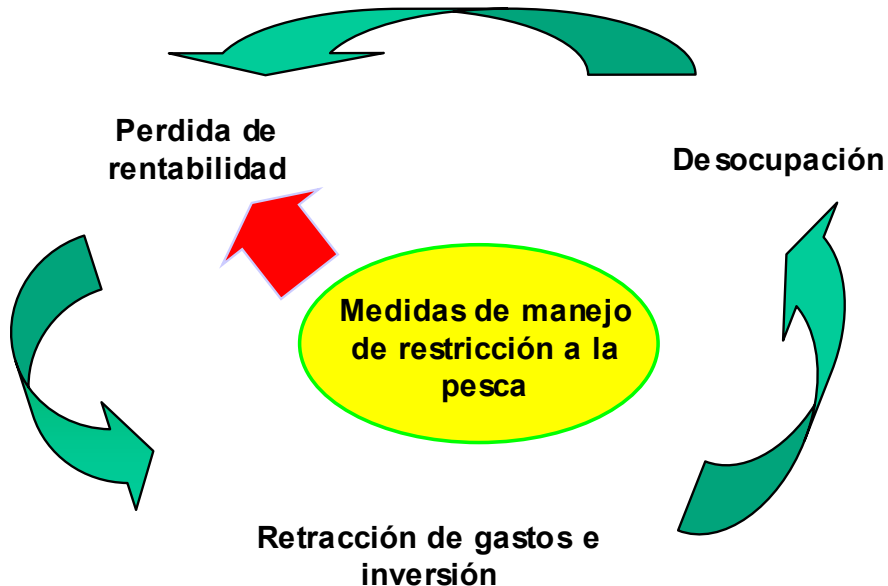 Perdida de
rentabilidad
Desocupación
Medidas de manejo
de restricción a la
pesca
Retracción de gastos e
inversión